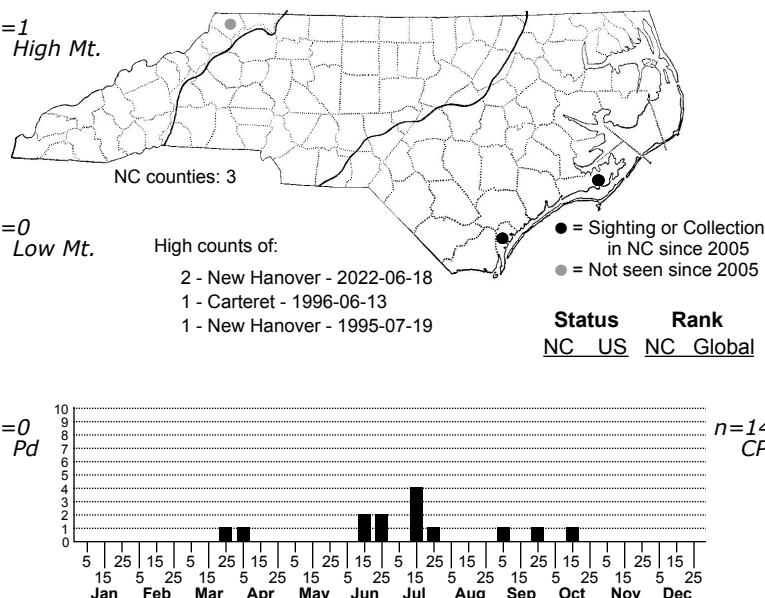 =1
High Mt.
NC counties: 3
=0
Low Mt.
High counts of:
2 - New Hanover - 2022-06-18
1 - Carteret - 1996-06-13
1 - New Hanover - 1995-07-19
= Sighting or Collection
in NC since 2005
= Not seen since 2005
Status Rank
NC US NC Global
=0
Pd
n=14
CP
10
9
8
7
6
5
4
3
2
1
0
5 25 15 5 25 15 5 25 15 5 25 15 5 25 15 5 25 15
15 5 25 15 5 25 15 5 25 15 5 25 15 5 25 15 5 25
Jan Feb Mar Apr May Jun Jul Aug Sep Oct Nov Dec